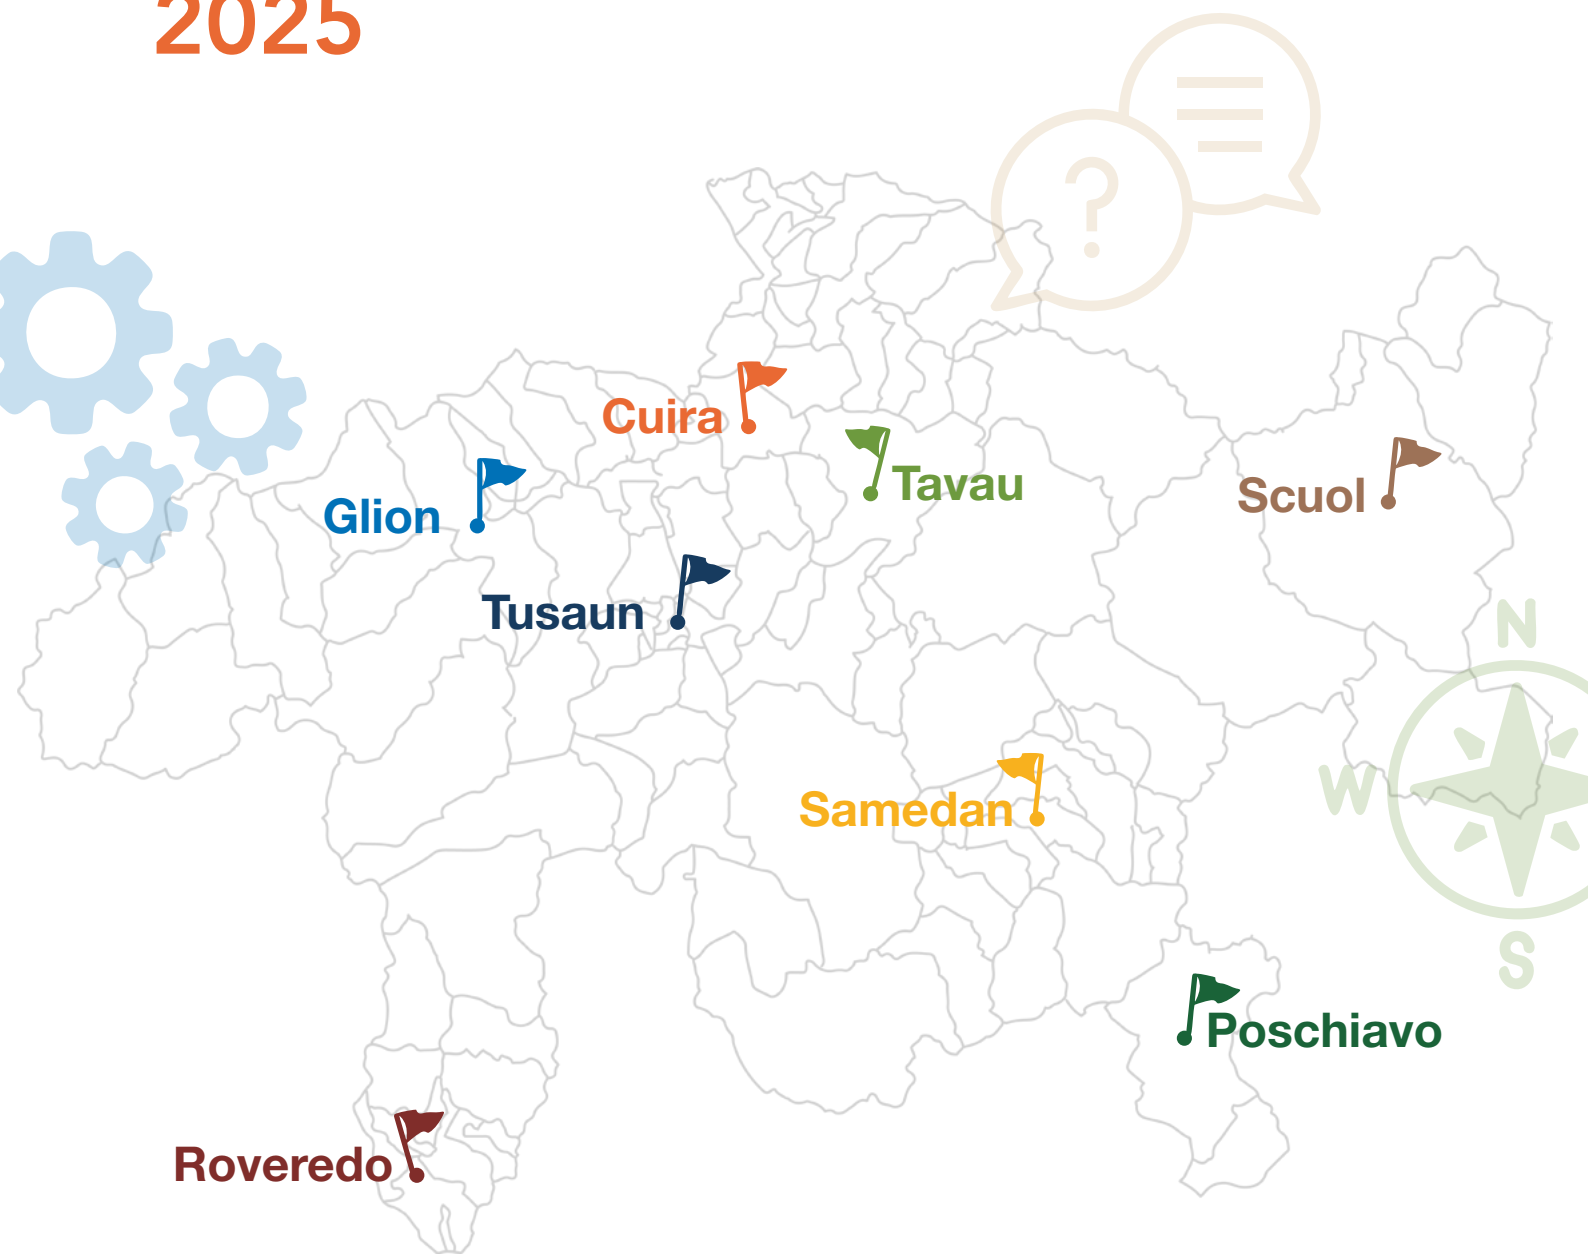 2025
?
Cuira
Tavau
Scuol
Glion
Tusaun
N
W
Samedan
S
Poschiavo
Roveredo